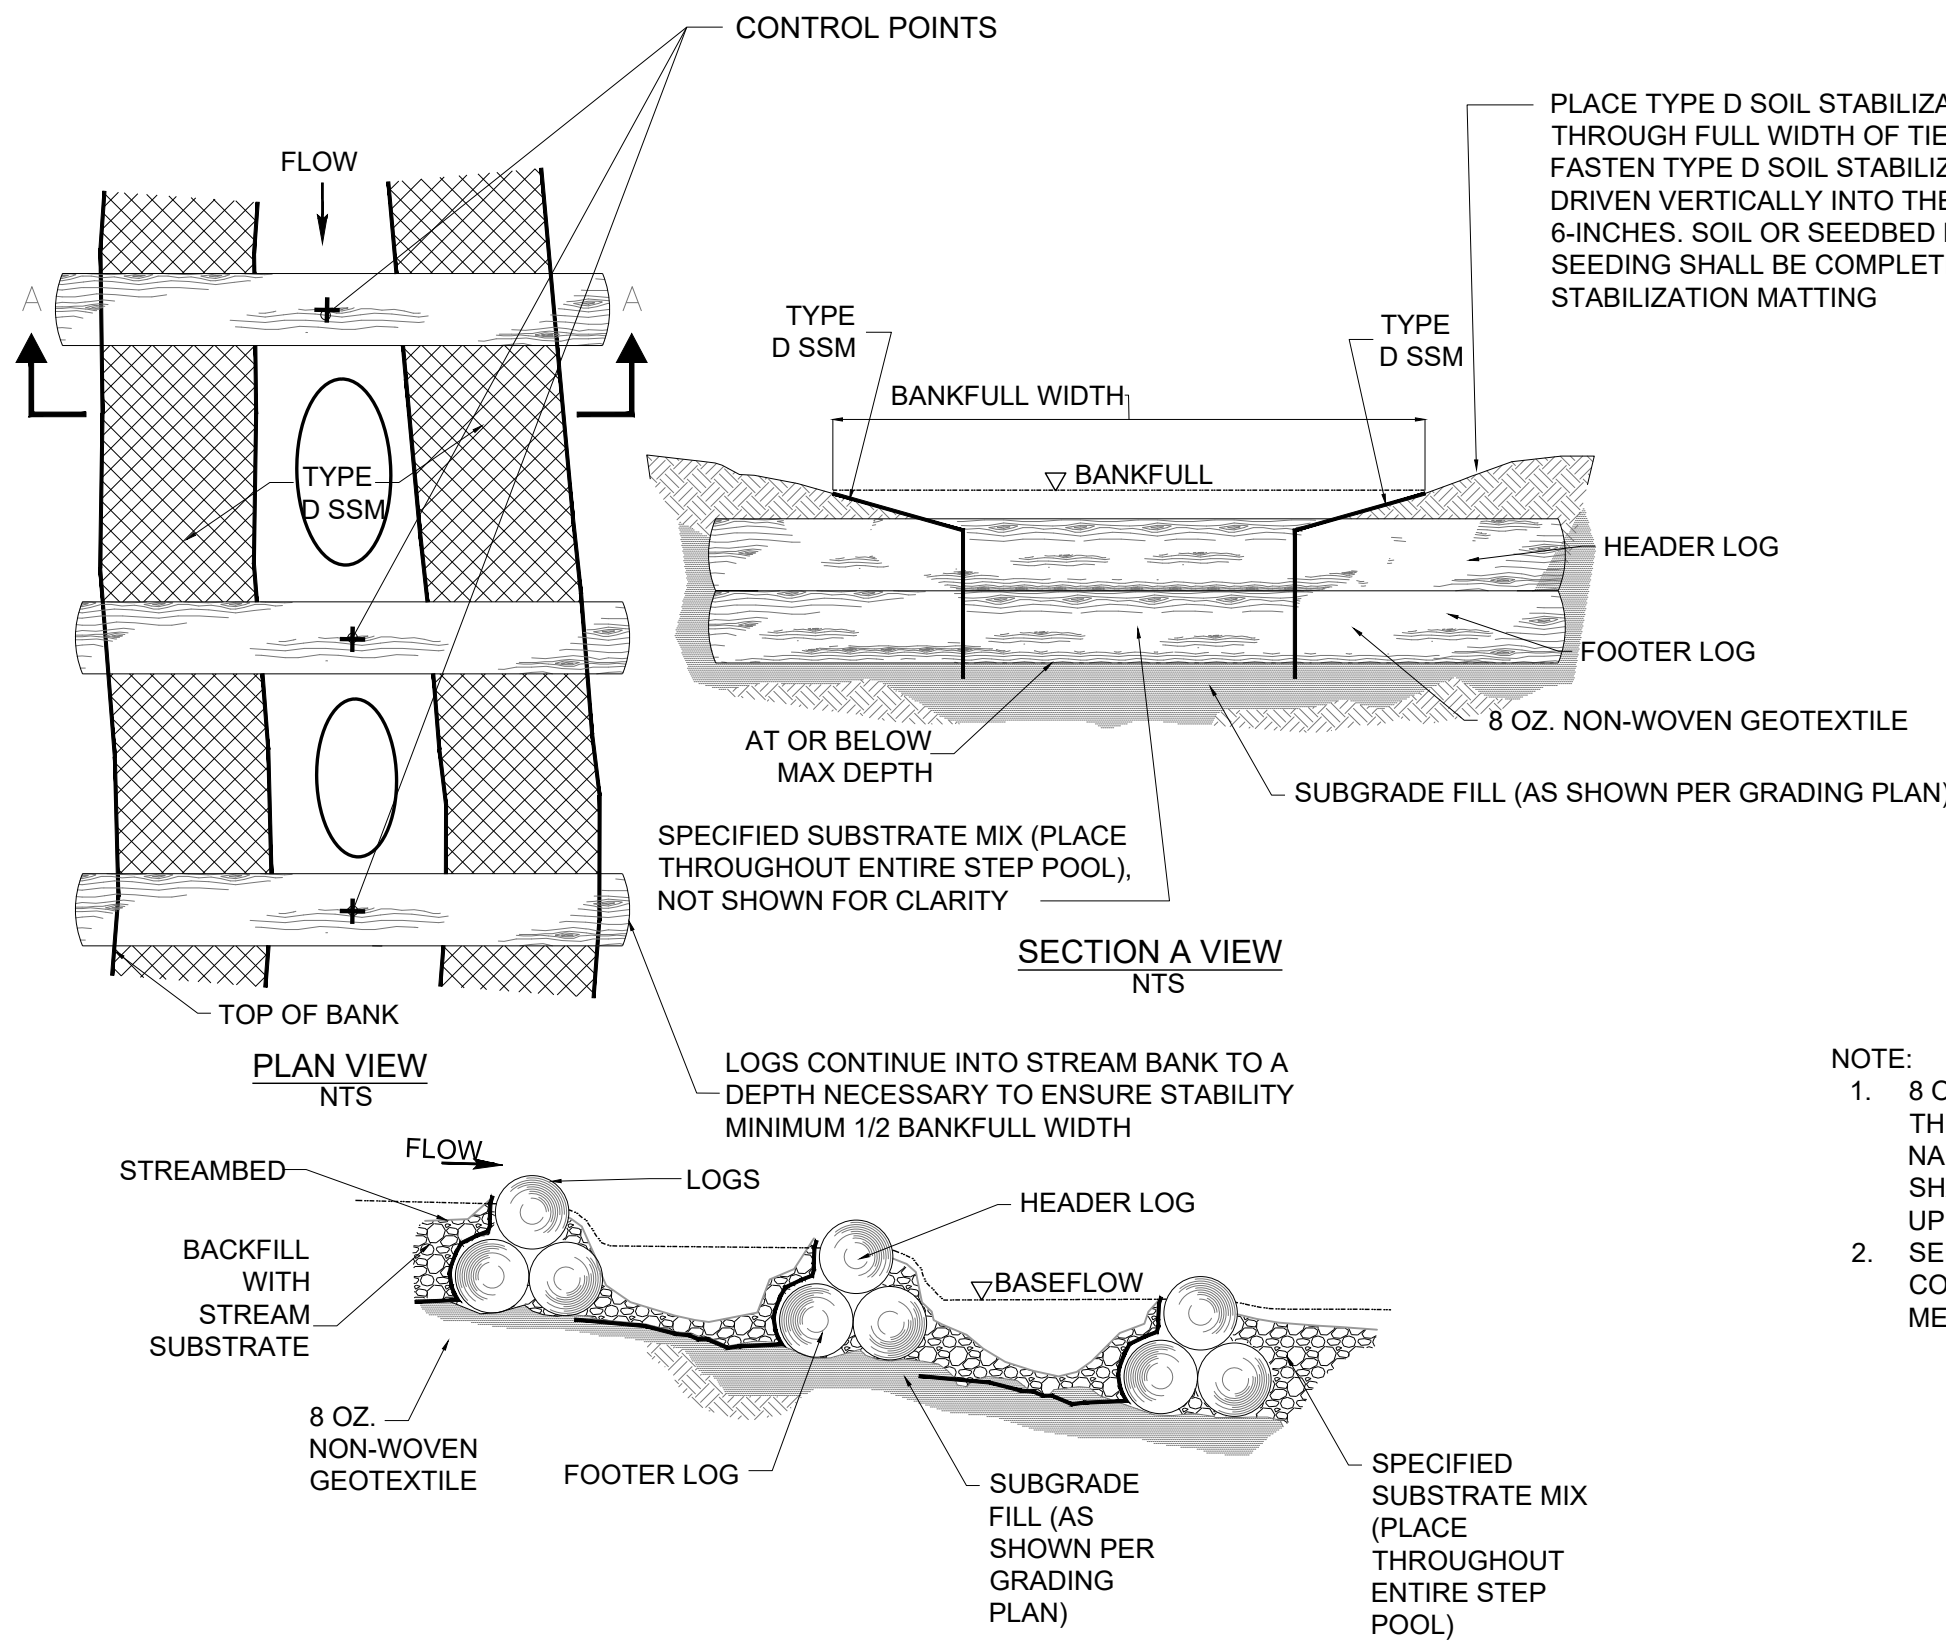 CONTROL POINTS
FLOW
A
A
TYPE
D SSM
TOP OF BANK
PLAN VIEW
NTS
PLACE TYPE D SOIL
THROUGH FULL WIDTH OF
FASTEN TYPE D SOIL
DRIVEN VERTICALLY INTO
6-INCHES. SOIL OR SEEDBED
SEEDING SHALL BE
STABILIZATION MATTING
TYPE
D SSM
TYPE
D SSM
BANKFULL WIDTH
BANKFULL
HEADER LOG
FOOTER LOG
8 OZ. NON-WOVEN GEOTEXTILE
SUBGRADE FILL (AS SHOWN PER GRADING PLAN)
AT OR BELOW
MAX DEPTH
SPECIFIED SUBSTRATE MIX (PLACE
THROUGHOUT ENTIRE STEP POOL),
NOT SHOWN FOR CLARITY
SECTION A VIEW
NTS
LOGS CONTINUE INTO STREAM BANK TO A
DEPTH NECESSARY TO ENSURE STABILITY
MINIMUM 1/2 BANKFULL WIDTH
FLOW
STREAMBED
LOGS
HEADER LOG
BACKFILL
WITH
STREAM
SUBSTRATE
BASEFLOW
8 OZ.
NON-WOVEN
GEOTEXTILE
FOOTER LOG
SUBGRADE
FILL (AS
SHOWN PER
GRADING
PLAN)
SPECIFIED
SUBSTRATE MIX
(PLACE
THROUGHOUT
ENTIRE STEP
POOL)
NOTE:
1. 8
2.